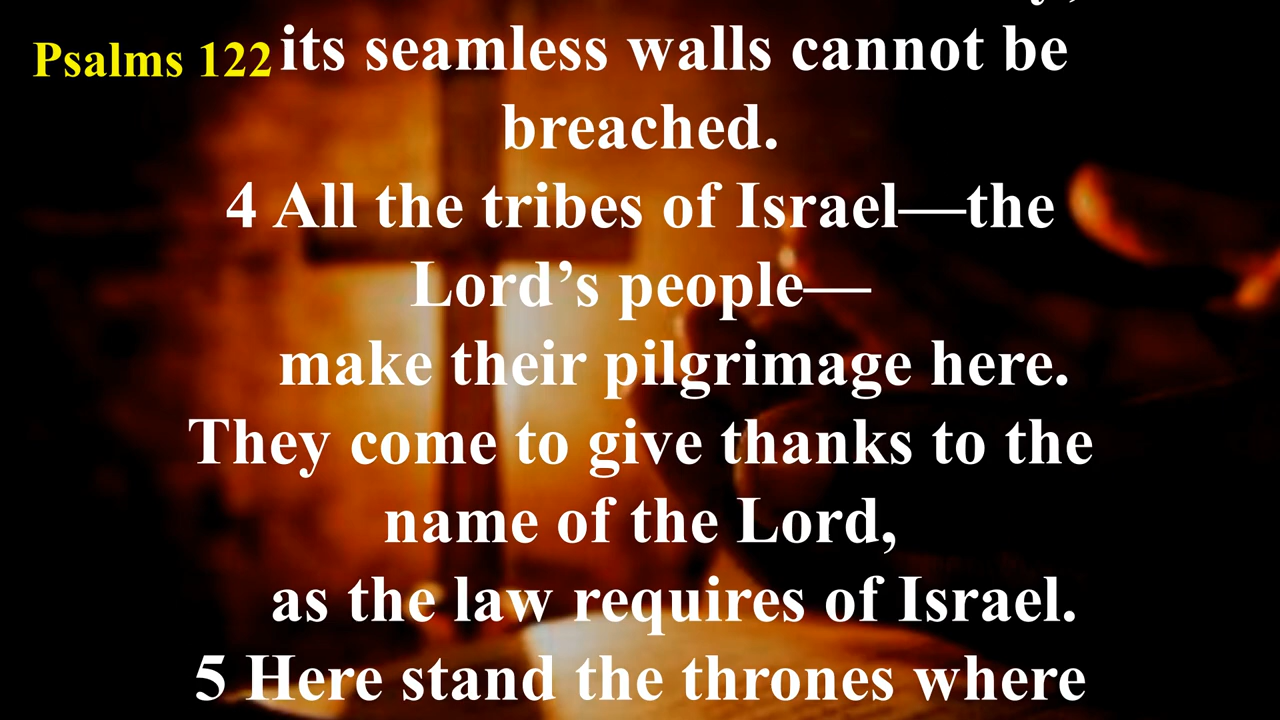 Psalms 122
its seamless walls cannot be
breached.
4 All the tribes of Israel—the
Lord’s people—
make their pilgrimage here.
They come to give thanks to the
name of the Lord,
as the law requires of Israel.
5 Here stand the thrones where